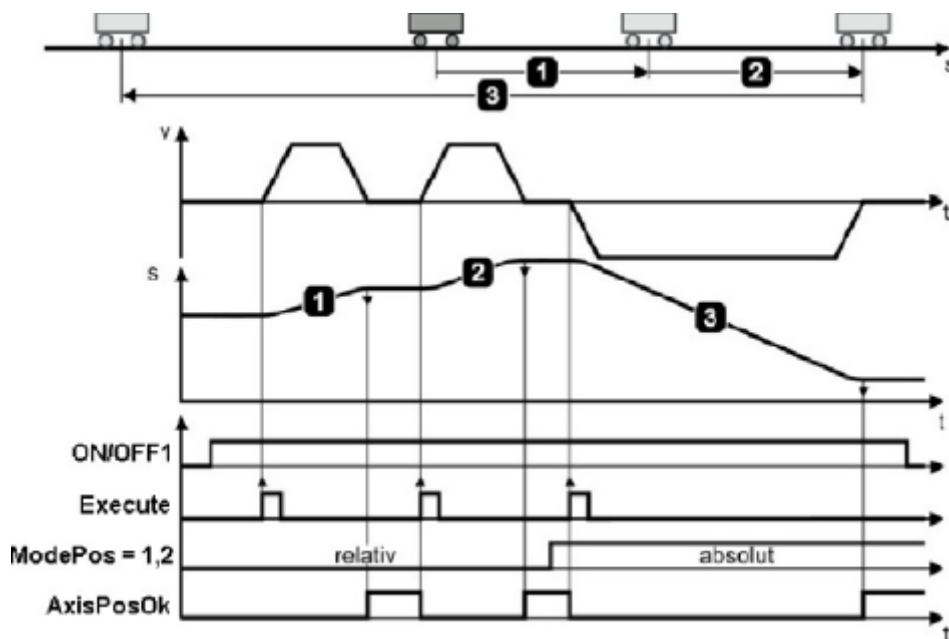 s
1 2
3
v
t
s
1 2 3
t
ON/OFF1
Execute
ModePos = 1,2 relativ absolut
AxisPosOk
t